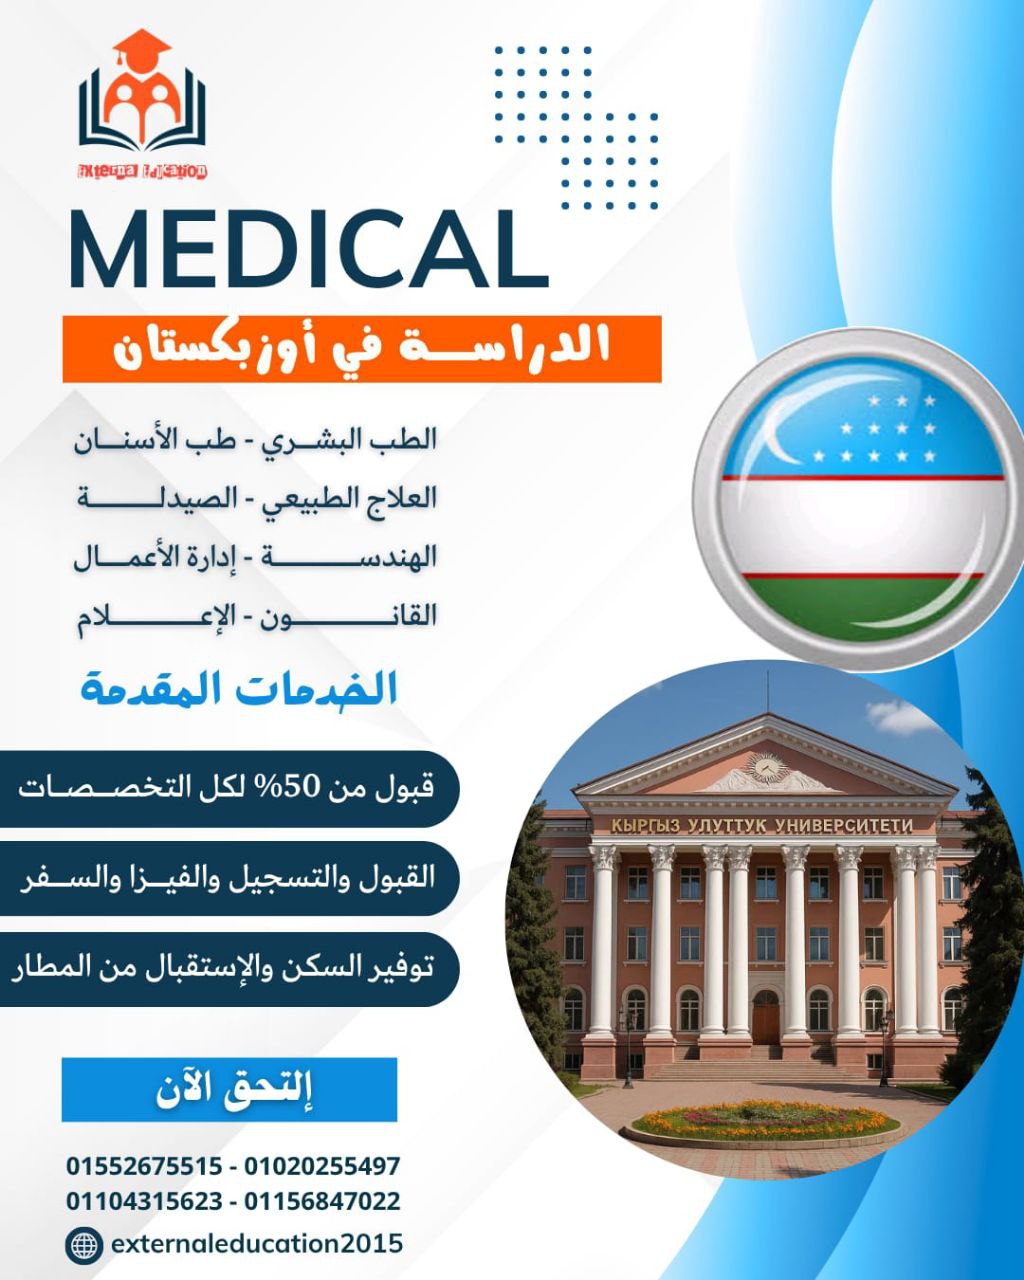 External Education
MEDICAL
الدراسة في أوزبكستان
الطب البشري - طب الأسنان
العلاج الطبيعي - الصيدلة
الهندسة - إدارة الأعمال
القانون - الإعلام
الخدمات المقدمة
قبول من 50% لكل التخصصات
القبول والتسجيل والفيزا والسفر
توفير السكن والإستقبال من المطار
КЫРГЫЗ УЛУТТУК УНИВЕРСИТЕТИ
إلتحق الآن
01552675515 - 01020255497
01104315623 - 01156847022
externaleducation2015